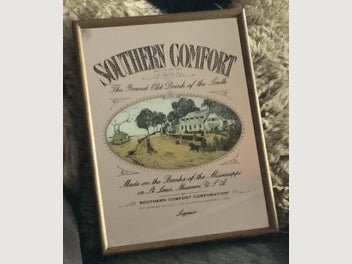 SOUTHERN COMFORT
The Grand Old Drink of the South
Made on the Banks of the Mississippi
in St Louis, Missouri, U.S.A.
SOUTHERN COMFORT CORPORATION